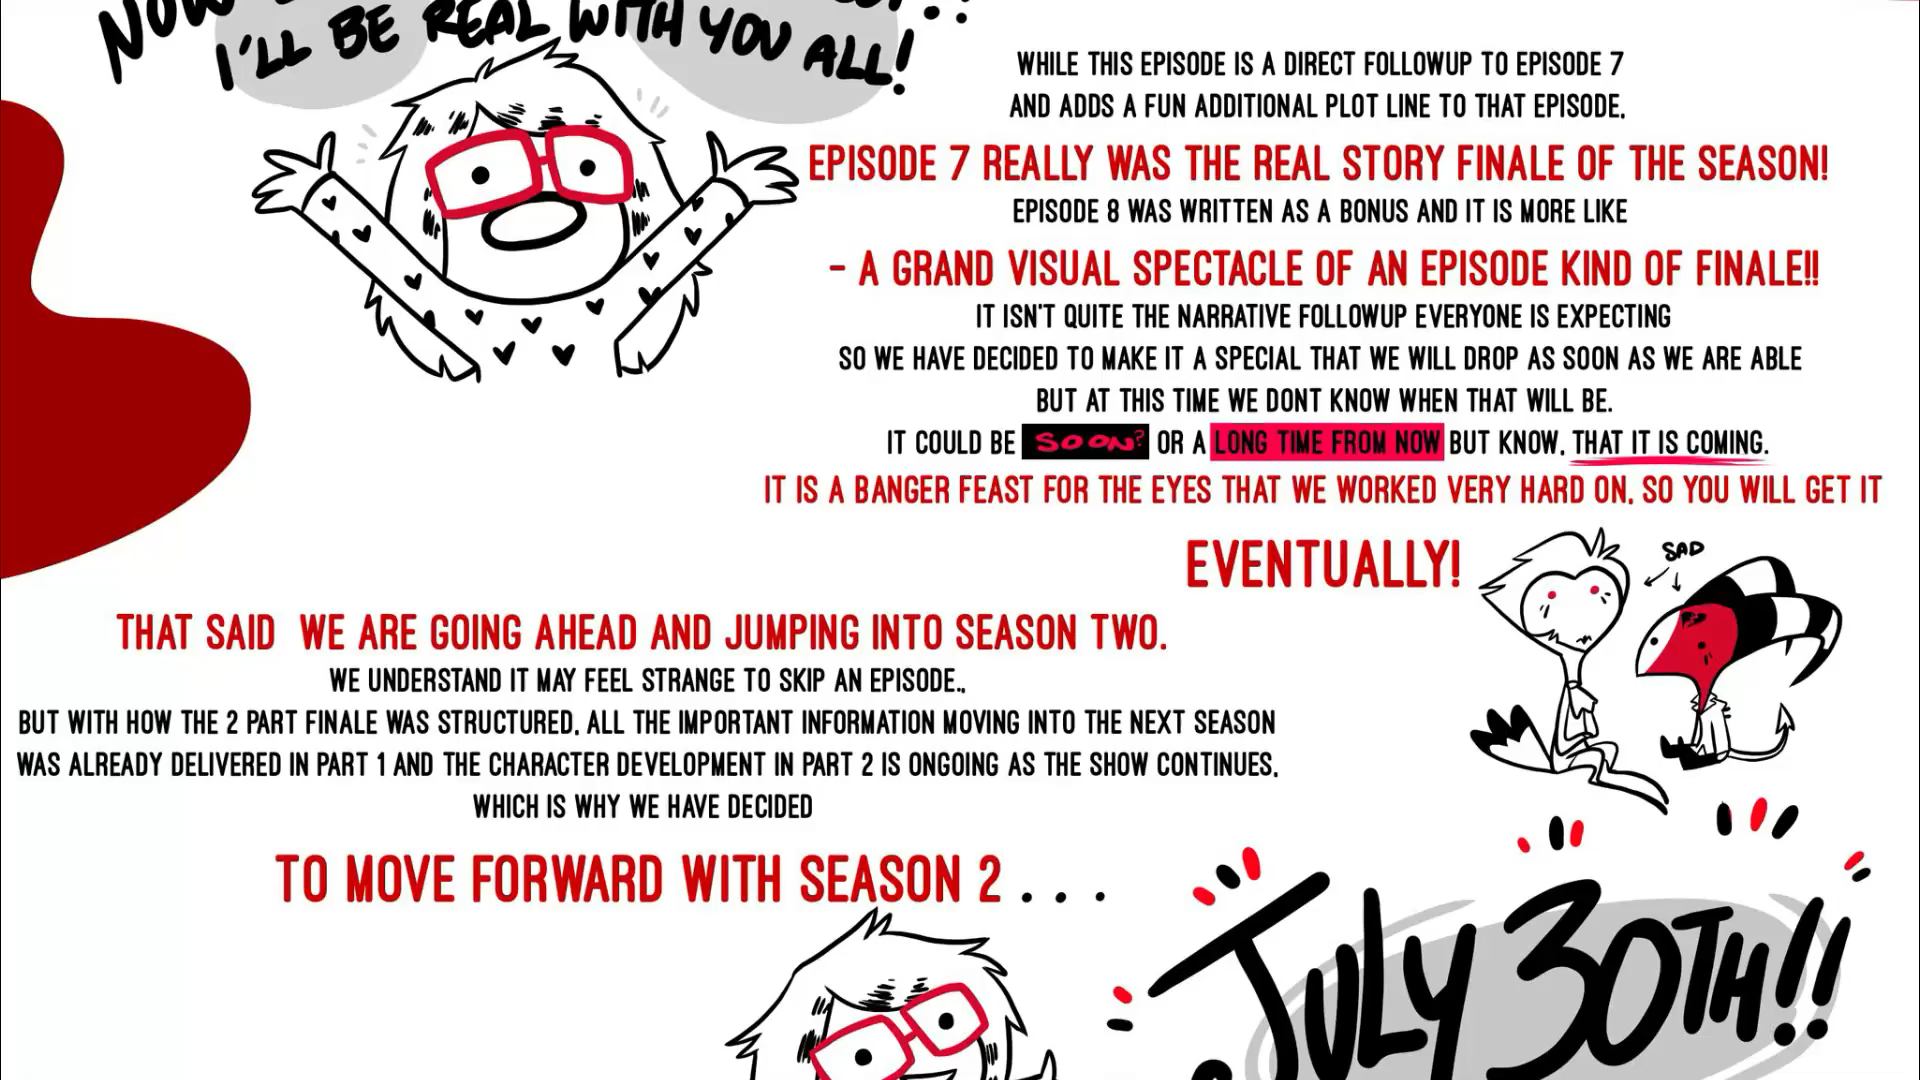 NOW
I'LL BE REAL WITH YOU ALL!
WHILE THIS EPISODE IS A DIRECT FOLLOWUP TO EPISODE 7
AND ADDS A FUN ADDITIONAL PLOT LINE TO THAT EPISODE,
EPISODE 7 REALLY WAS THE REAL STORY FINALE OF THE SEASON!
EPISODE 8 WAS WRITTEN AS A BONUS AND IT IS MORE LIKE
- A GRAND VISUAL SPECTACLE OF AN EPISODE KIND OF FINALE!!
IT ISN'T QUITE THE NARRATIVE FOLLOWUP EVERYONE IS EXPECTING
SO WE HAVE DECIDED TO MAKE IT A SPECIAL THAT WE WILL DROP AS SOON AS WE ARE ABLE
BUT AT THIS TIME WE DONT KNOW WHEN THAT WILL BE.
IT COULD BE SOON? OR A LONG TIME FROM NOW BUT KNOW, THAT IT IS COMING.
IT IS A BANGER FEAST FOR THE EYES THAT WE WORKED VERY HARD ON, SO YOU WILL GET IT
EVENTUALLY!
SAD
THAT SAID WE ARE GOING AHEAD AND JUMPING INTO SEASON TWO.
WE UNDERSTAND IT MAY FEEL STRANGE TO SKIP AN EPISODE.,
BUT WITH HOW THE 2 PART FINALE WAS STRUCTURED, ALL THE IMPORTANT INFORMATION MOVING INTO THE NEXT SEASON
WAS ALREADY DELIVERED IN PART 1 AND THE CHARACTER DEVELOPMENT IN PART 2 IS ONGOING AS THE SHOW CONTINUES,
WHICH IS WHY WE HAVE DECIDED
TO MOVE FORWARD WITH SEASON 2 . . .
JULY 30TH!!